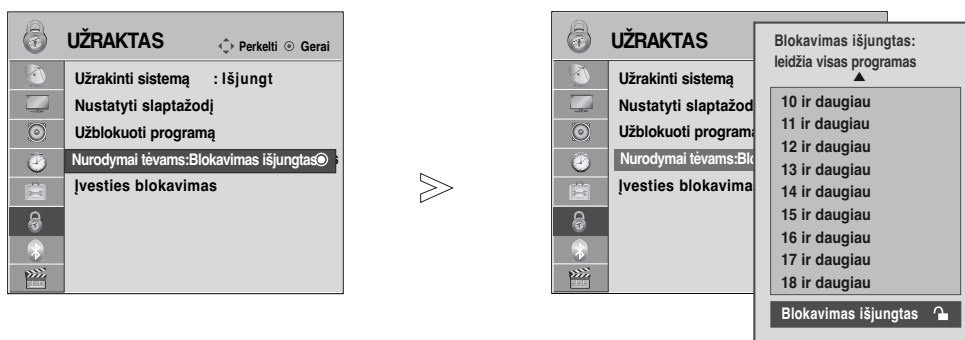 UŽRAKTAS
Perkelti Gerai
Užrakinti sistemą : Išjungt
Nustatyti slaptažodį
Užblokuoti programą
Nurodymai tėvams:Blokavimas išjungtas
Įvesties blokavimas
UŽRAKTAS
Užrakinti sistemą
Nustatyti slaptažod
Užblokuoti programą
Nurodymai tėvams:Blo
Įvesties blokavima
Blokavimas išjungtas:
leidžia visas programas
10 ir daugiau
11 ir daugiau
12 ir daugiau
13 ir daugiau
14 ir daugiau
15 ir daugiau
16 ir daugiau
17 ir daugiau
18 ir daugiau
Blokavimas išjungtas